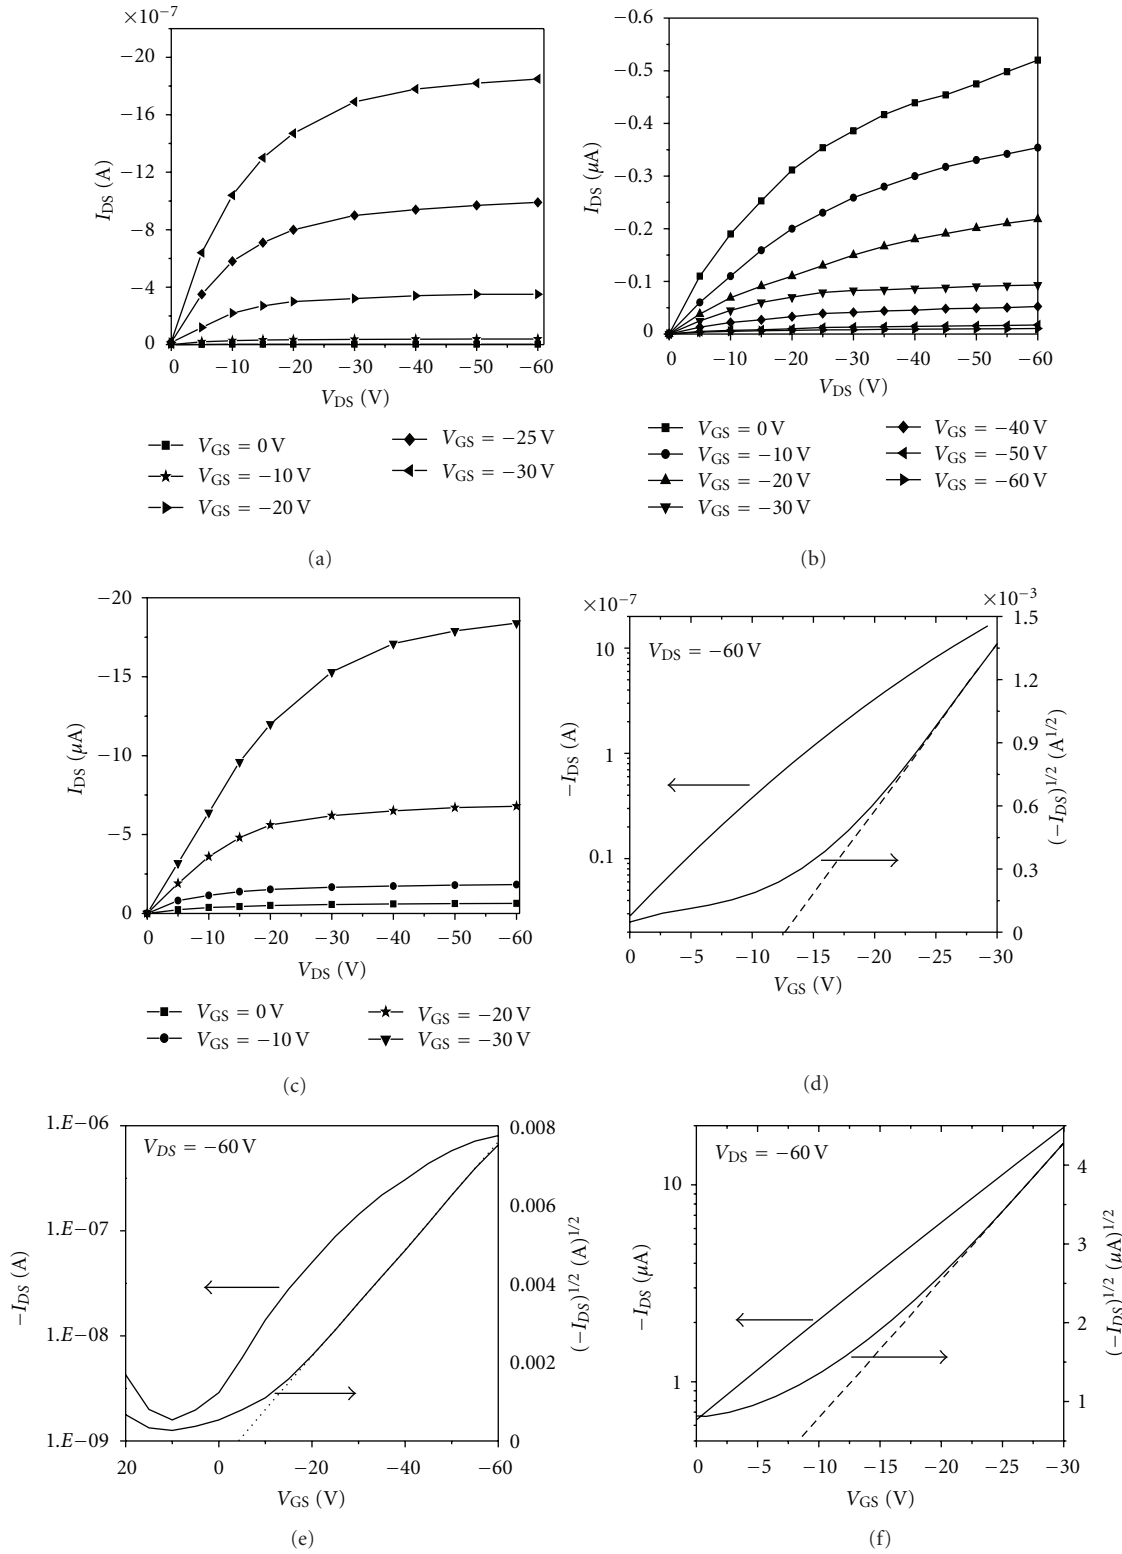 ×10⁻⁷
−20
−16
−12
−8
−4
0
I_DS (A)
0 −10 −20 −30 −40 −50 −60
V_DS (V)
V_GS = 0 V
V_GS = −10 V
V_GS = −20 V
V_GS = −25 V
V_GS = −30 V
(a)
−0.6
−0.5
−0.4
−0.3
−0.2
−0.1
0
I_DS (μA)
0 −10 −20 −30 −40 −50 −60
V_DS (V)
V_GS = 0 V
V_GS = −10 V
V_GS = −20 V
V_GS = −30 V
V_GS = −40 V
V_GS = −50 V
V_GS = −60 V
(b)
−20
−15
−10
−5
0
I_DS (μA)
0 −10 −20 −30 −40 −50 −60
V_DS (V)
V_GS = 0 V
V_GS = −10 V
V_GS = −20 V
V_GS = −30 V
(c)
×10⁻⁷ ×10⁻³
V_DS = −60 V
10
1
0.1
−I_DS (A)
1.5
1.2
0.9
0.6
0.3
0
(−I_DS)^1/2 (A^1/2)
0 −5 −10 −15 −20 −25 −30
V_GS (V)
(d)
1.E−06
1.E−07
1.E−08
1.E−09
−I_DS (A)
V_DS = −60 V
0.008
0.006
0.004
0.002
0
(−I_DS)^1/2 (A)^1/2
20 0 −20 −40 −60
V_GS (V)
(e)
V_DS = −60 V
10
1
−I_DS (μA)
4
3
2
1
(−I_DS)^1/2 (μA)^1/2
0 −5 −10 −15 −20 −25 −30
V_GS (V)
(f)